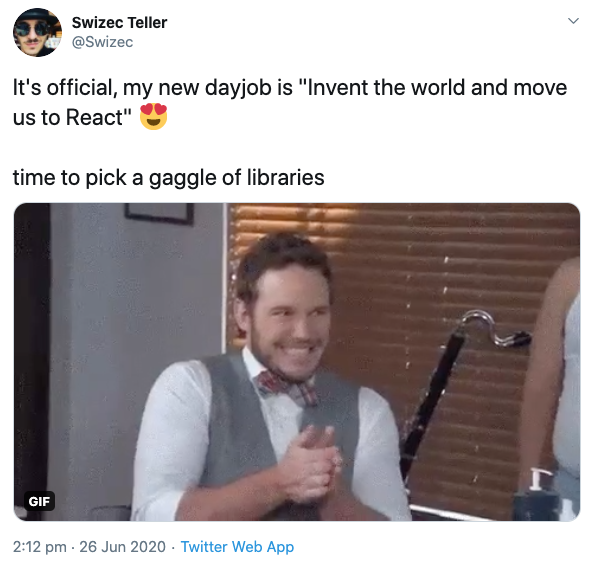 Swizec Teller
@Swizec
It's official, my new dayjob is "Invent the world and move
us to React" 😍
time to pick a gaggle of libraries
GIF
2:12 pm · 26 Jun 2020 · Twitter Web App